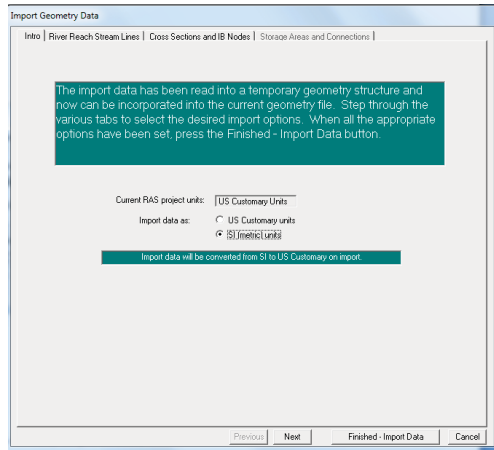 Import Geometry Data
Intro River Reach Stream Lines Cross Sections and IB Nodes Storage Areas and Connections
The import data has been read into a temporary geometry structure and
now can be incorporated into the current geometry file. Step through the
various tabs to select the desired import options. When all the appropriate
options have been set, press the Finished - Import Data button.
Current RAS project units: US Customary Units
Import data as: US Customary units
SI (metric) units
Import data will be converted from SI to US Customary on import.
Previous Next Finished - Import Data Cancel